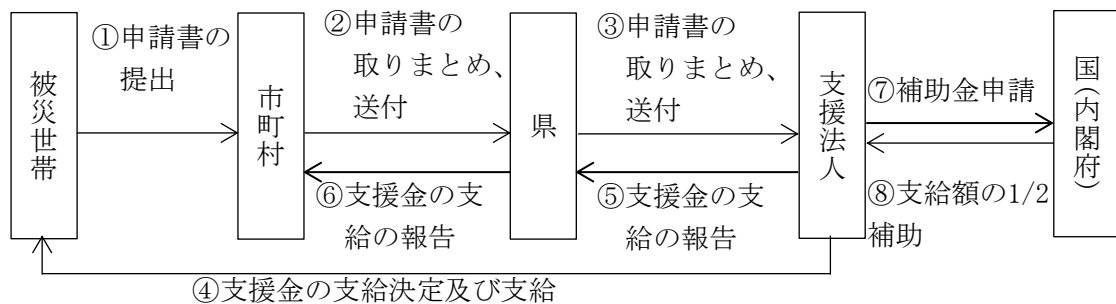 ①申請書の
提出
②申請書の
取りまとめ、
送付
③申請書の
取りまとめ、
送付
被災世帯
市町村
県
支援法人
国(内閣府)
⑦補助金申請
⑥支援金の支
給の報告
⑤支援金の支
給の報告
⑧支給額の1/2
補助
④支援金の支給決定及び支給